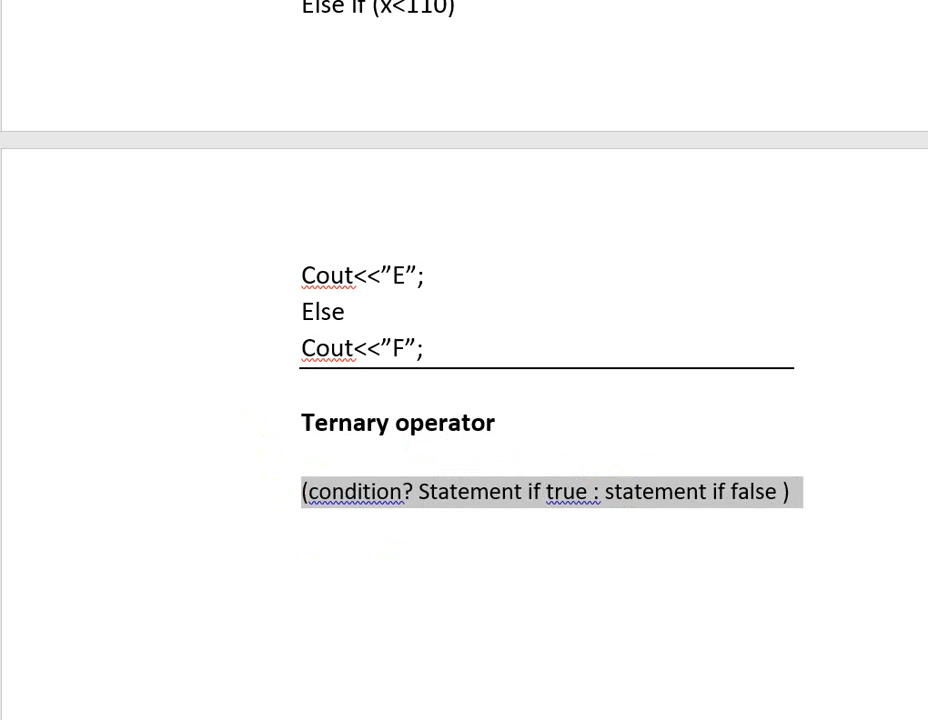 Else if (x<110)
Cout<<”E”;
Else
Cout<<”F”;
Ternary operator
(condition? Statement if true : statement if false )